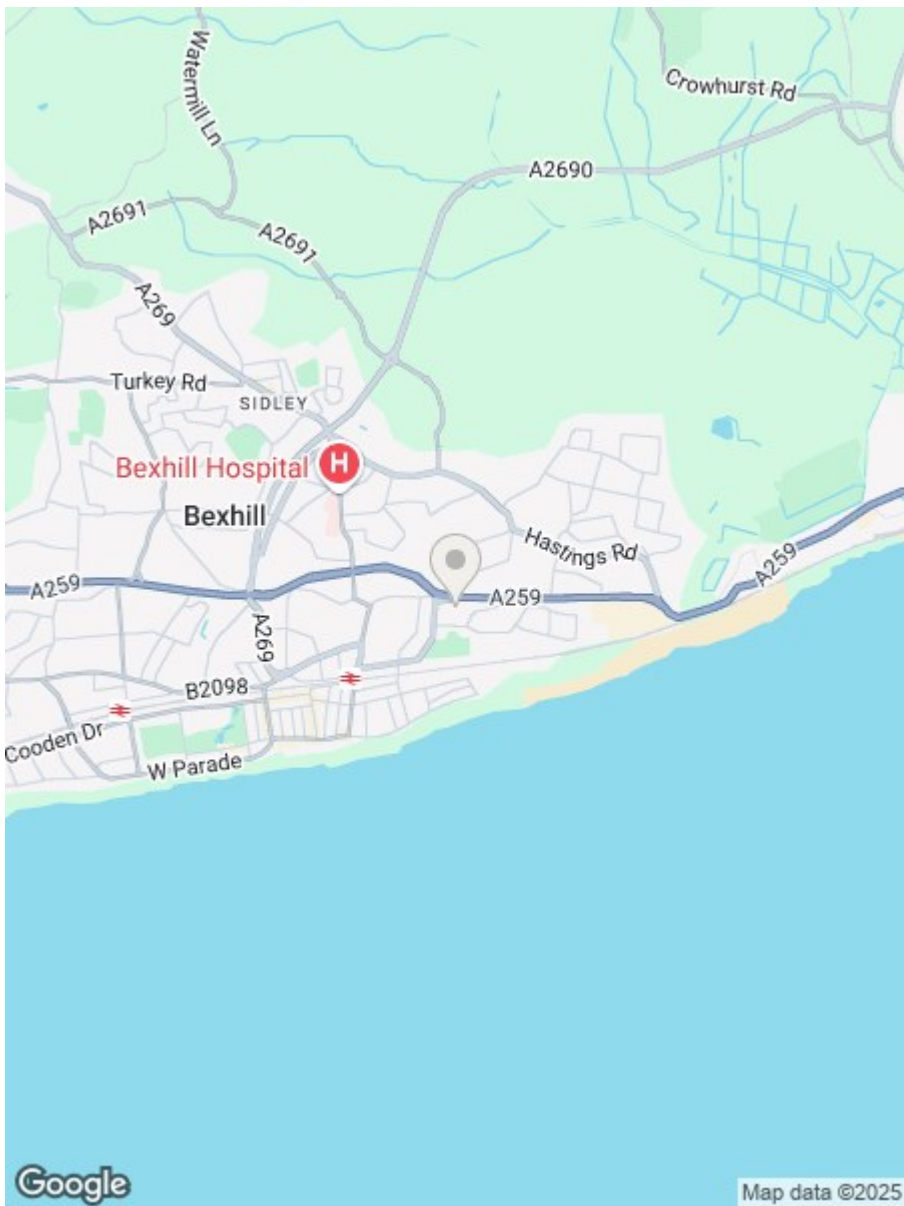 Watermill Ln
Crowhurst Rd
A2690
A2691
A2691
A269
Turkey Rd
SIDLEY
Bexhill Hospital
H
Bexhill
Hastings Rd
A259
A259
A259
A269
B2098
Cooden Dr
W Parade
Google
Map data ©2025